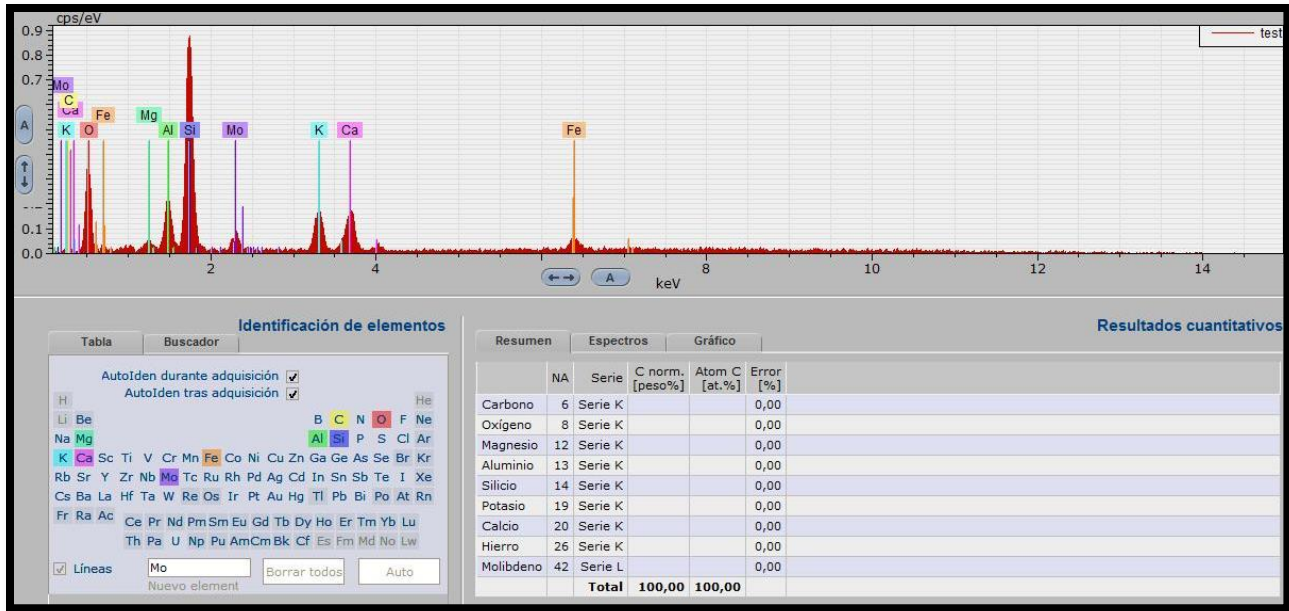 cps/eV
0.9
0.8
0.7
0.1
0.0
test
Mo
C
Ca Fe Mg
K O Al Si Mo K Ca Fe
2 4 8 10 12 14
A
A
keV
Identificación de elementos
Tabla Buscador
AutoIden durante adquisición
AutoIden tras adquisición
H He
Li Be B C N O F Ne
Na Mg Al Si P S Cl Ar
K Ca Sc Ti V Cr Mn Fe Co Ni Cu Zn Ga Ge As Se Br Kr
Rb Sr Y Zr Nb Mo Tc Ru Rh Pd Ag Cd In Sn Sb Te I Xe
Cs Ba La Hf Ta W Re Os Ir Pt Au Hg Tl Pb Bi Po At Rn
Fr Ra Ac Ce Pr Nd Pm Sm Eu Gd Tb Dy Ho Er Tm Yb Lu
Th Pa U Np Pu Am Cm Bk Cf Es Fm Md No Lw
Líneas Mo Borrar todos Auto
Nuevo element
Resultados cuantitativos
Resumen Espectros Gráfico
NA Serie C norm. Atom C Error
[peso%] [at.%] [%]
Carbono 6 Serie K 0,00
Oxígeno 8 Serie K 0,00
Magnesio 12 Serie K 0,00
Aluminio 13 Serie K 0,00
Silicio 14 Serie K 0,00
Potasio 19 Serie K 0,00
Calcio 20 Serie K 0,00
Hierro 26 Serie K 0,00
Molibdeno 42 Serie L 0,00
Total 100,00 100,00